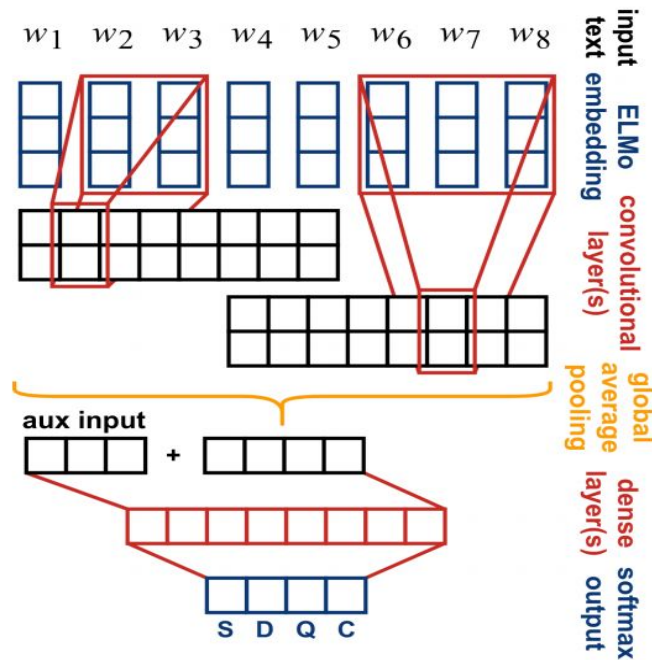 w1 w2 w3 w4 w5 w6 w7 w8
input
text
ELMo
embedding
convolutional
layer(s)
global
average
pooling
aux input
+
dense
layer(s)
softmax
output
S D Q C